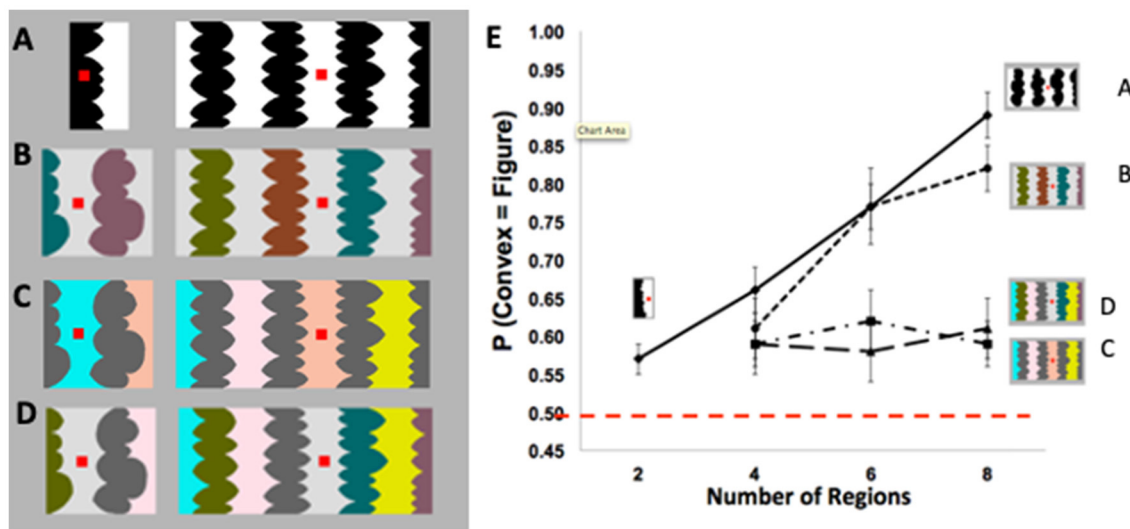 A
B
C
D
E
P (Convex = Figure)
1.00
0.95
0.90
0.85
0.80
0.75
0.70
0.65
0.60
0.55
0.50
0.45
Chart Area
2 4 6 8
Number of Regions
A
B
D
C